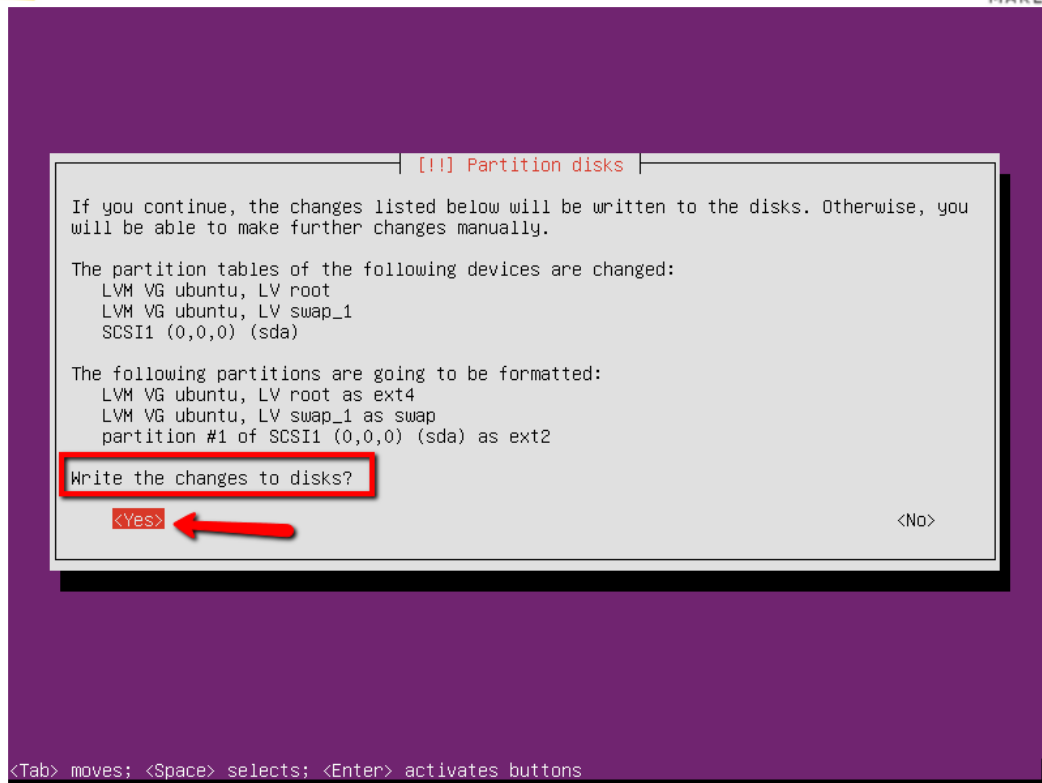 [!!] Partition disks
If you continue, the changes listed below will be written to the disks. Otherwise, you
will be able to make further changes manually.
The partition tables of the following devices are changed:
LVM VG ubuntu, LV root
LVM VG ubuntu, LV swap_1
SCSI1 (0,0,0) (sda)
The following partitions are going to be formatted:
LVM VG ubuntu, LV root as ext4
LVM VG ubuntu, LV swap_1 as swap
partition #1 of SCSI1 (0,0,0) (sda) as ext2
Write the changes to disks?
<Yes> <No>
<Tab> moves; <Space> selects; <Enter> activates buttons